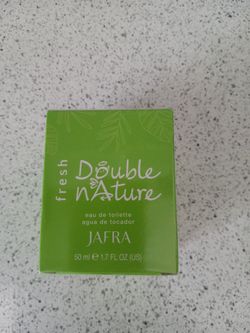 fresh
Double
nAture
eau de toilette
agua de tocador
JAFRA
50 ml ℮ 1.7 FL OZ (US)